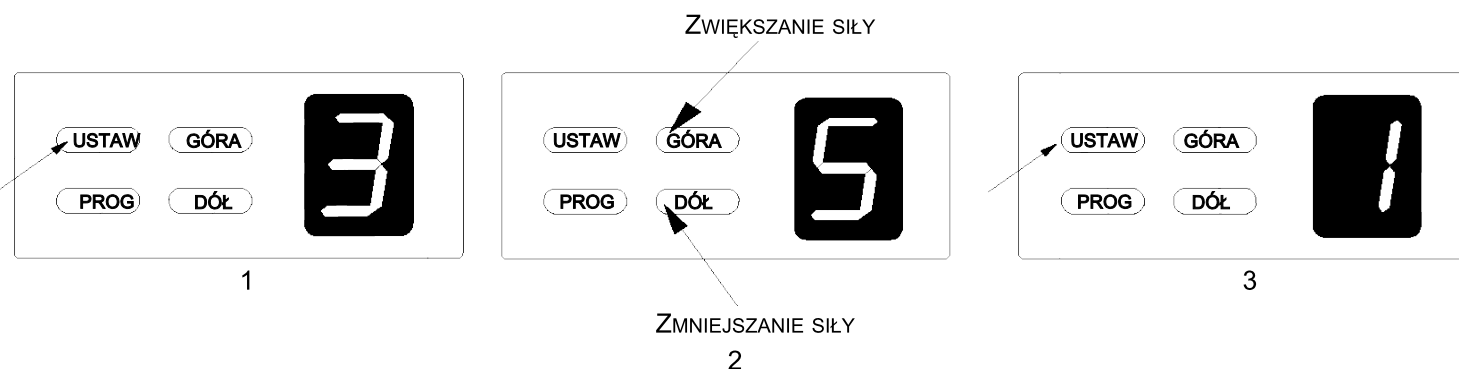 ZWIĘKSZANIE SIŁY
USTAW GÓRA 3
PROG DÓŁ
1
USTAW GÓRA 5
PROG DÓŁ
ZMNIEJSZANIE SIŁY
2
USTAW GÓRA 1
PROG DÓŁ
3